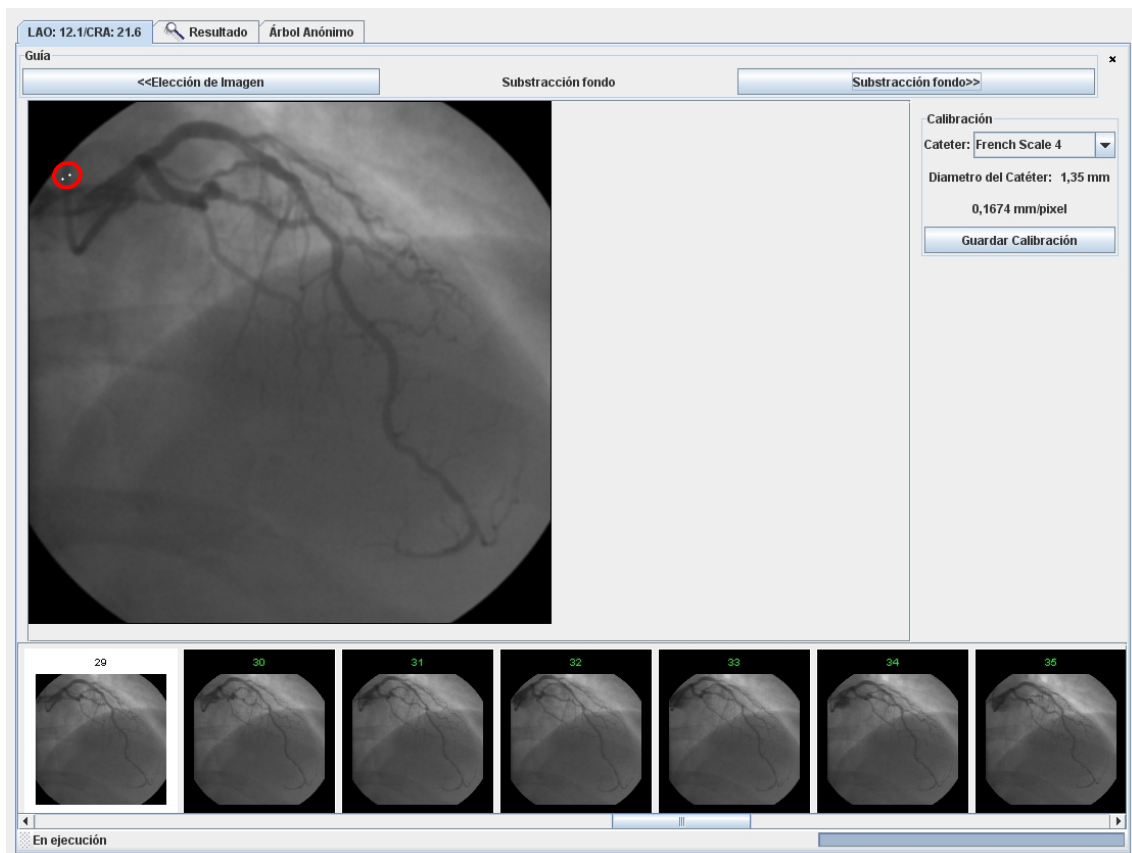 LAO: 12.1/CRA: 21.6 Resultado Árbol Anónimo
Guía
<<Elección de Imagen Substracción fondo Substracción fondo>>
Calibración
Cateter: French Scale 4
Diametro del Catéter: 1,35 mm
0,1674 mm/pixel
Guardar Calibración
29 30 31 32 33 34 35
En ejecución